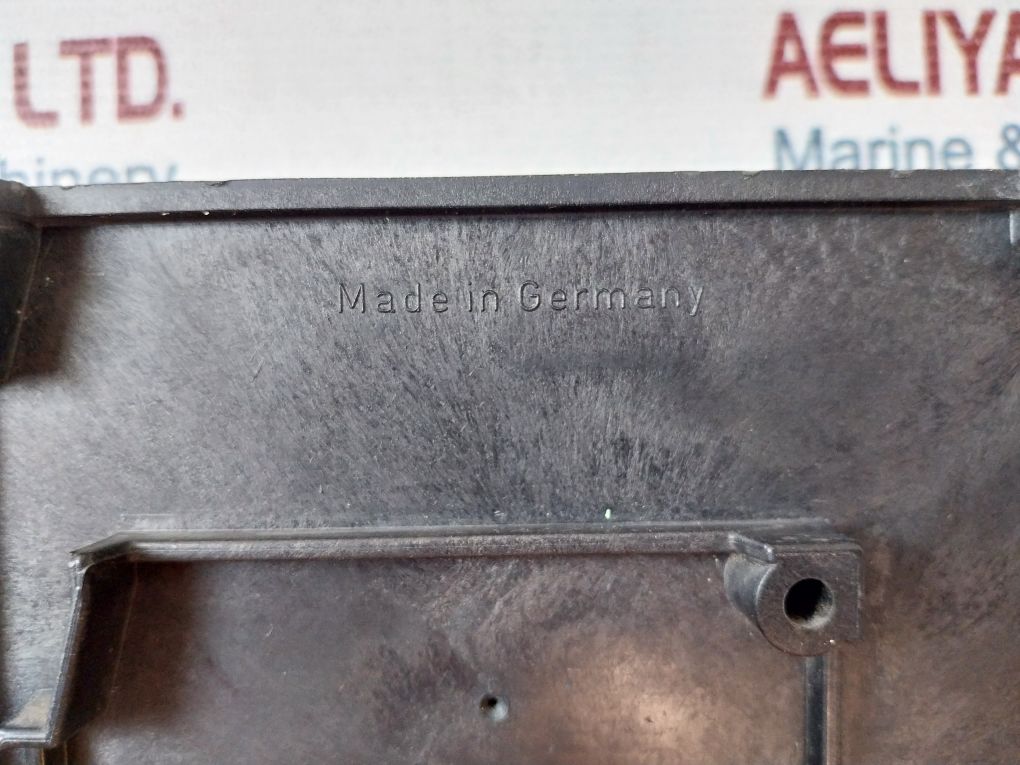 LTD.
AELIYA
Marine &
Made in Germany